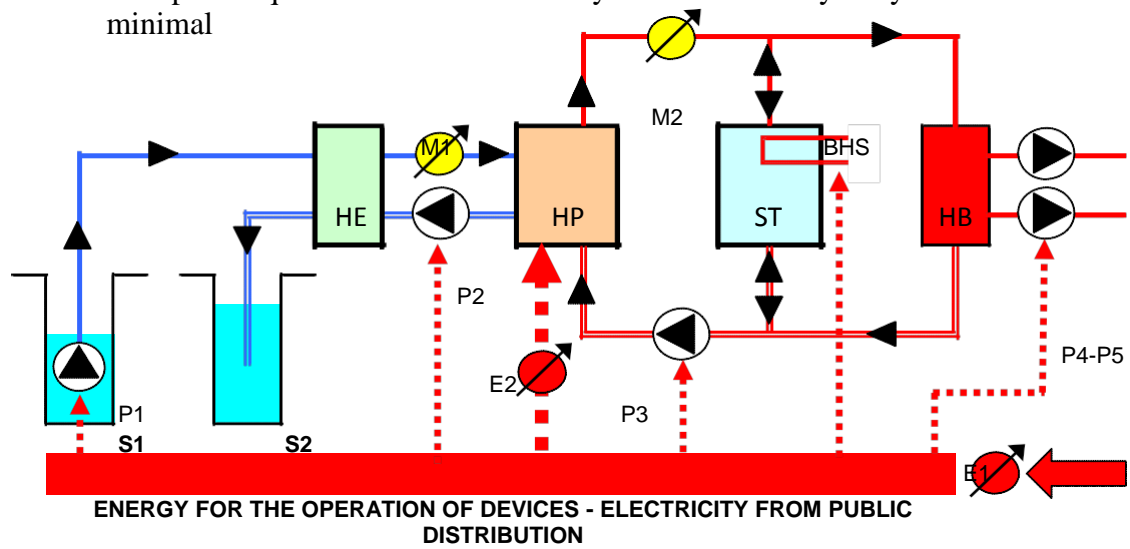 minimal
M2
M1
BHS
HE
HP
ST
HB
P2
E2
P3
P4-P5
P1
S1
S2
E1
ENERGY FOR THE OPERATION OF DEVICES - ELECTRICITY FROM PUBLIC
DISTRIBUTION